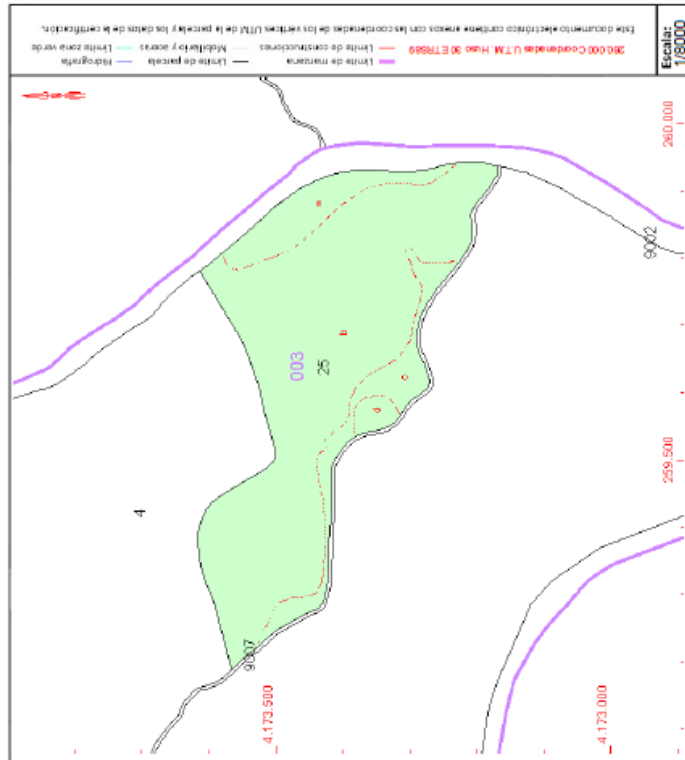 Este documento electrónico contiene anexos con las coordenadas de los vértices UTM de la parcela y los datos de la certificación.
260.000 Coordenadas U.T.M. Huso 30 ETRS89
Límite de manzana
Límite de parcela
Límite de construcciones
Mobiliario y aceras
Límite zona verde
Hidrografía
Escala:
1/8000
260.000
259.500
4.173.500
4.173.000
9002
9007
003
25
4
a
b
c
d